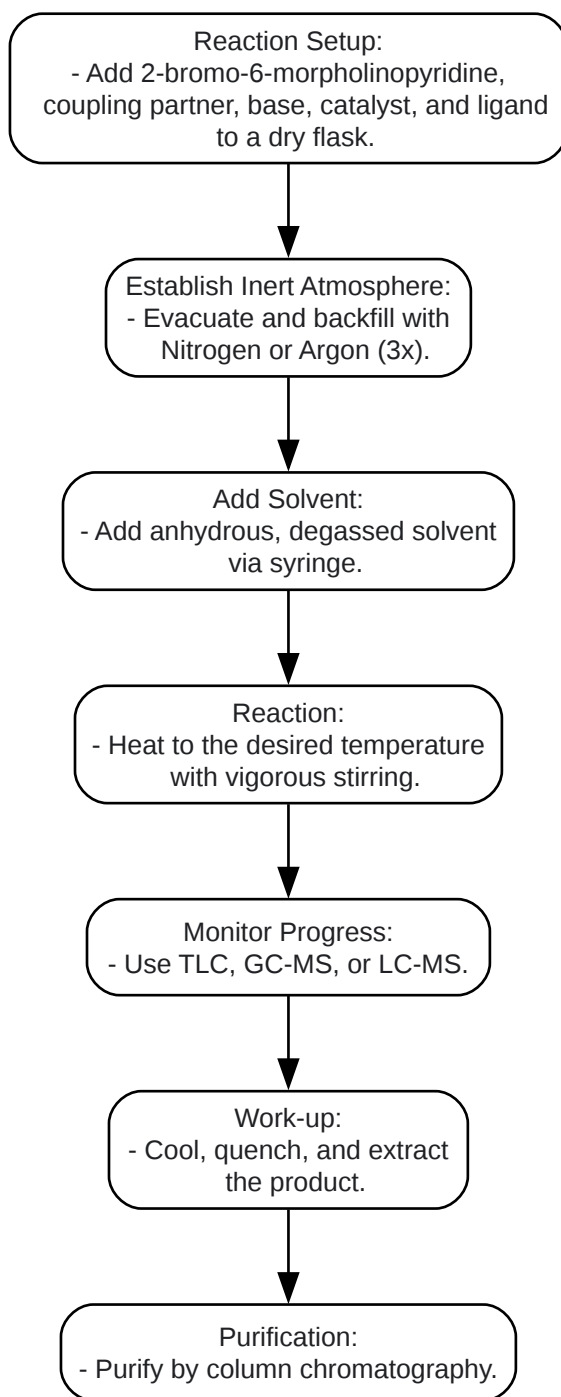 Reaction Setup:
- Add 2-bromo-6-morpholinopyridine,
coupling partner, base, catalyst, and ligand
to a dry flask.
Establish Inert Atmosphere:
- Evacuate and backfill with
Nitrogen or Argon (3x).
Add Solvent:
- Add anhydrous, degassed solvent
via syringe.
Reaction:
- Heat to the desired temperature
with vigorous stirring.
Monitor Progress:
- Use TLC, GC-MS, or LC-MS.
Work-up:
- Cool, quench, and extract
the product.
Purification:
- Purify by column chromatography.